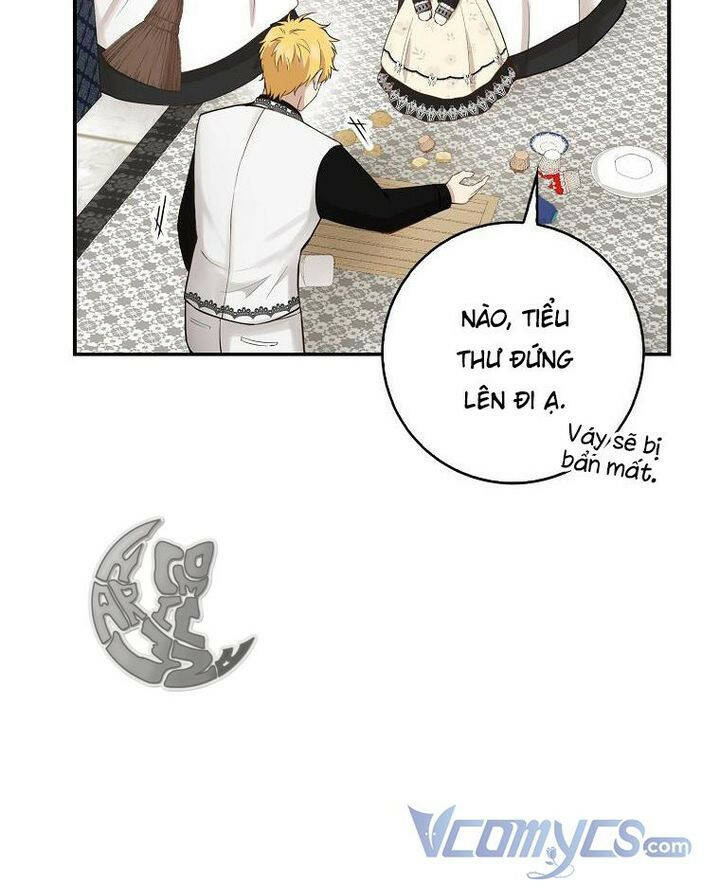 NÀO, TIỂU
THƯ ĐỨNG
LÊN ĐI Ạ.
Váy sẽ bị
bẩn mất.
Vcomycs.com